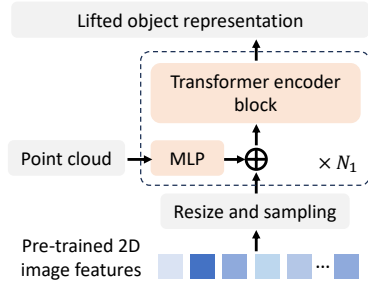 Lifted object representation
Transformer encoder
block
Point cloud
MLP
× N₁
Resize and sampling
Pre-trained 2D
image features
...